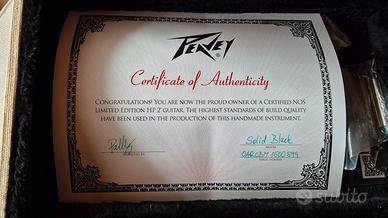 PEAVEY
Certificate of Authenticity
CONGRATULATIONS! YOU ARE NOW THE PROUD OWNER OF A CERTIFIED NOS
LIMITED EDITION HP 2 GUITAR. THE HIGHEST STANDARDS OF BUILD QUALITY
HAVE BEEN USED IN THE PRODUCTION OF THIS HANDMADE INSTRUMENT.
Solid Black
subito